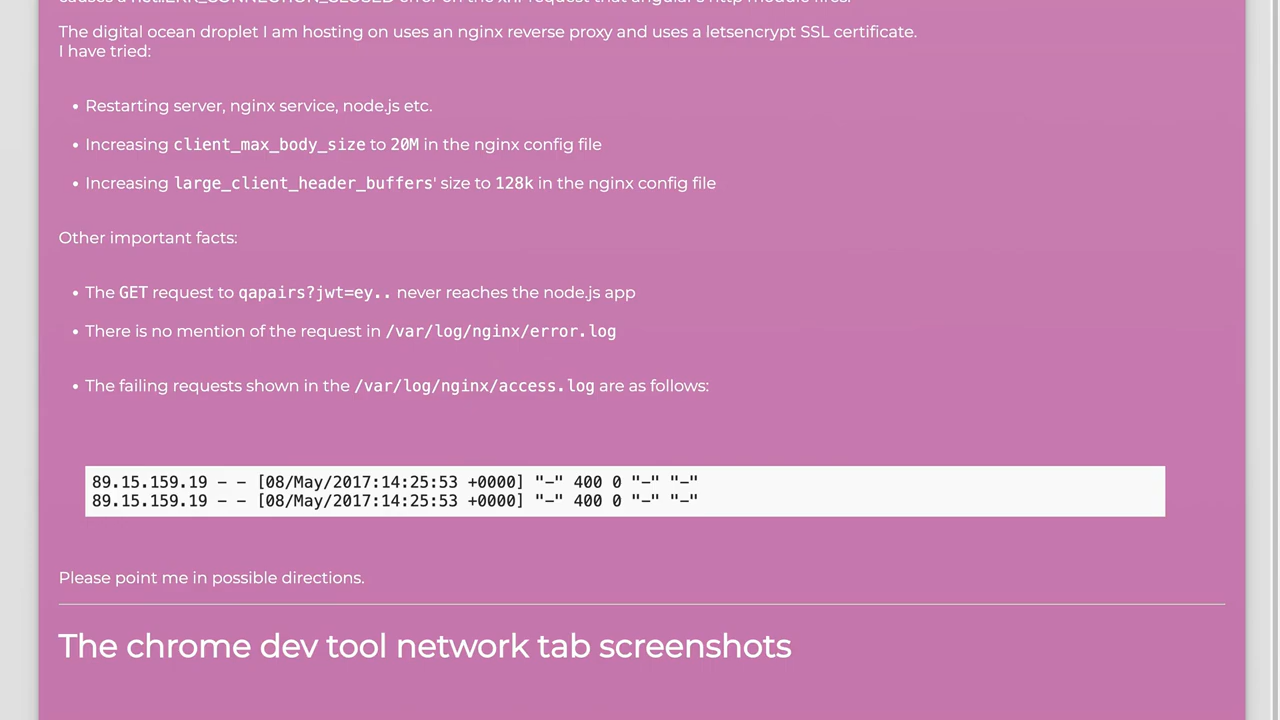 The digital ocean droplet I am hosting on uses an nginx reverse proxy and uses a letsencrypt SSL certificate.
I have tried:
• Restarting server, nginx service, node.js etc.
• Increasing client_max_body_size to 20M in the nginx config file
• Increasing large_client_header_buffers' size to 128k in the nginx config file
Other important facts:
• The GET request to qapairs?jwt=ey.. never reaches the node.js app
• There is no mention of the request in /var/log/nginx/error.log
• The failing requests shown in the /var/log/nginx/access.log are as follows:
89.15.159.19 - - [08/May/2017:14:25:53 +0000] "-" 400 0 "-" "-"
89.15.159.19 - - [08/May/2017:14:25:53 +0000] "-" 400 0 "-" "-"
Please point me in possible directions.
The chrome dev tool network tab screenshots